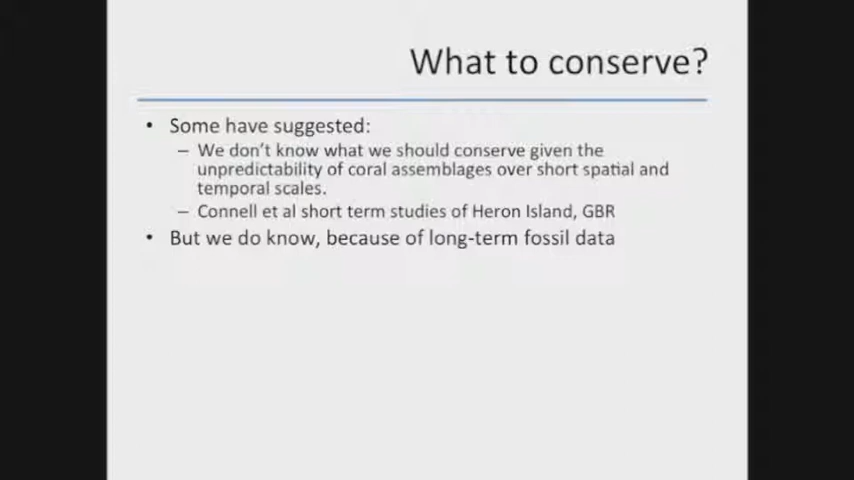 What to conserve?
• Some have suggested:
– We don't know what we should conserve given the
unpredictability of coral assemblages over short spatial and
temporal scales.
– Connell et al short term studies of Heron Island, GBR
• But we do know, because of long-term fossil data